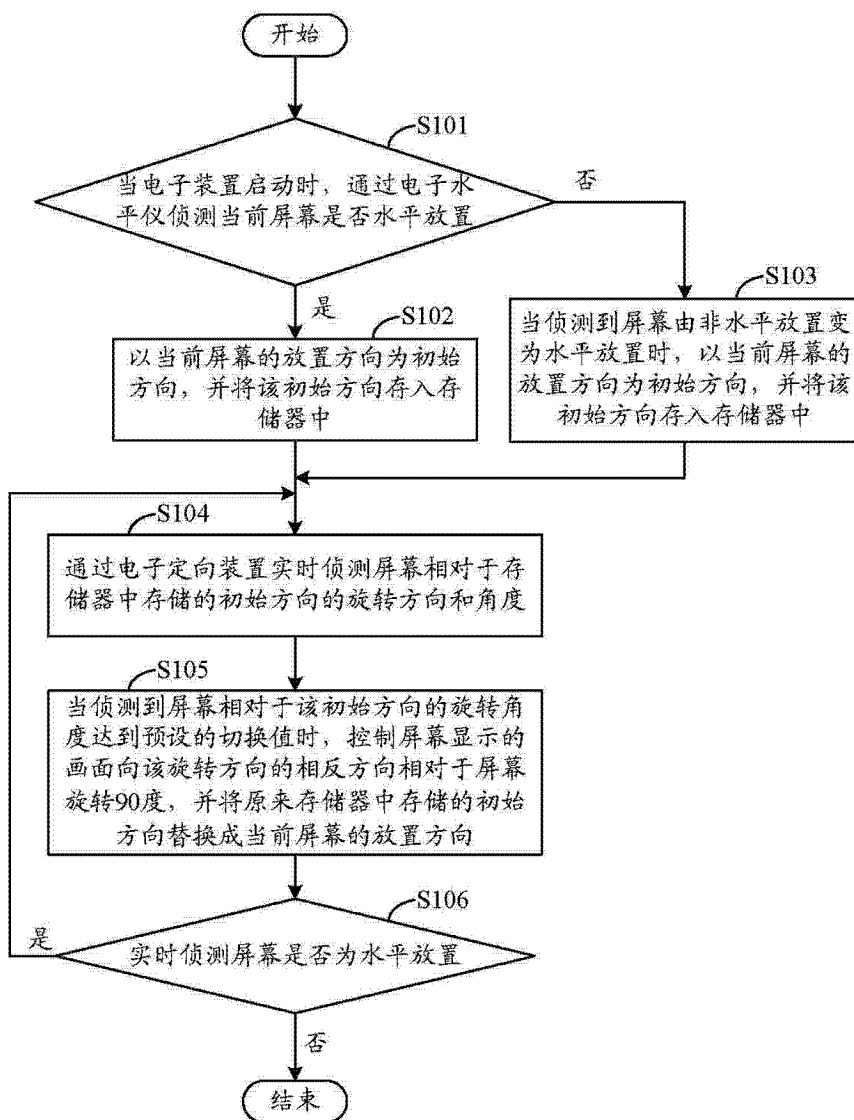 开始
S101
当电子装置启动时，通过电子水
平仪侦测当前屏幕是否水平放置
否
是
S102
以当前屏幕的放置方向为初始
方向，并将该初始方向存入存
储器中
S103
当侦测到屏幕由非水平放置变
为水平放置时，以当前屏幕的
放置方向为初始方向，并将该
初始方向存入存储器中
S104
通过电子定向装置实时侦测屏幕相对于存
储器中存储的初始方向的旋转方向和角度
S105
当侦测到屏幕相对于该初始方向的旋转角
度达到预设的切换值时，控制屏幕显示的
画面向该旋转方向的相反方向相对于屏幕
旋转90度，并将原来存储器中存储的初始
方向替换成当前屏幕的放置方向
S106
是
实时侦测屏幕是否为水平放置
否
结束